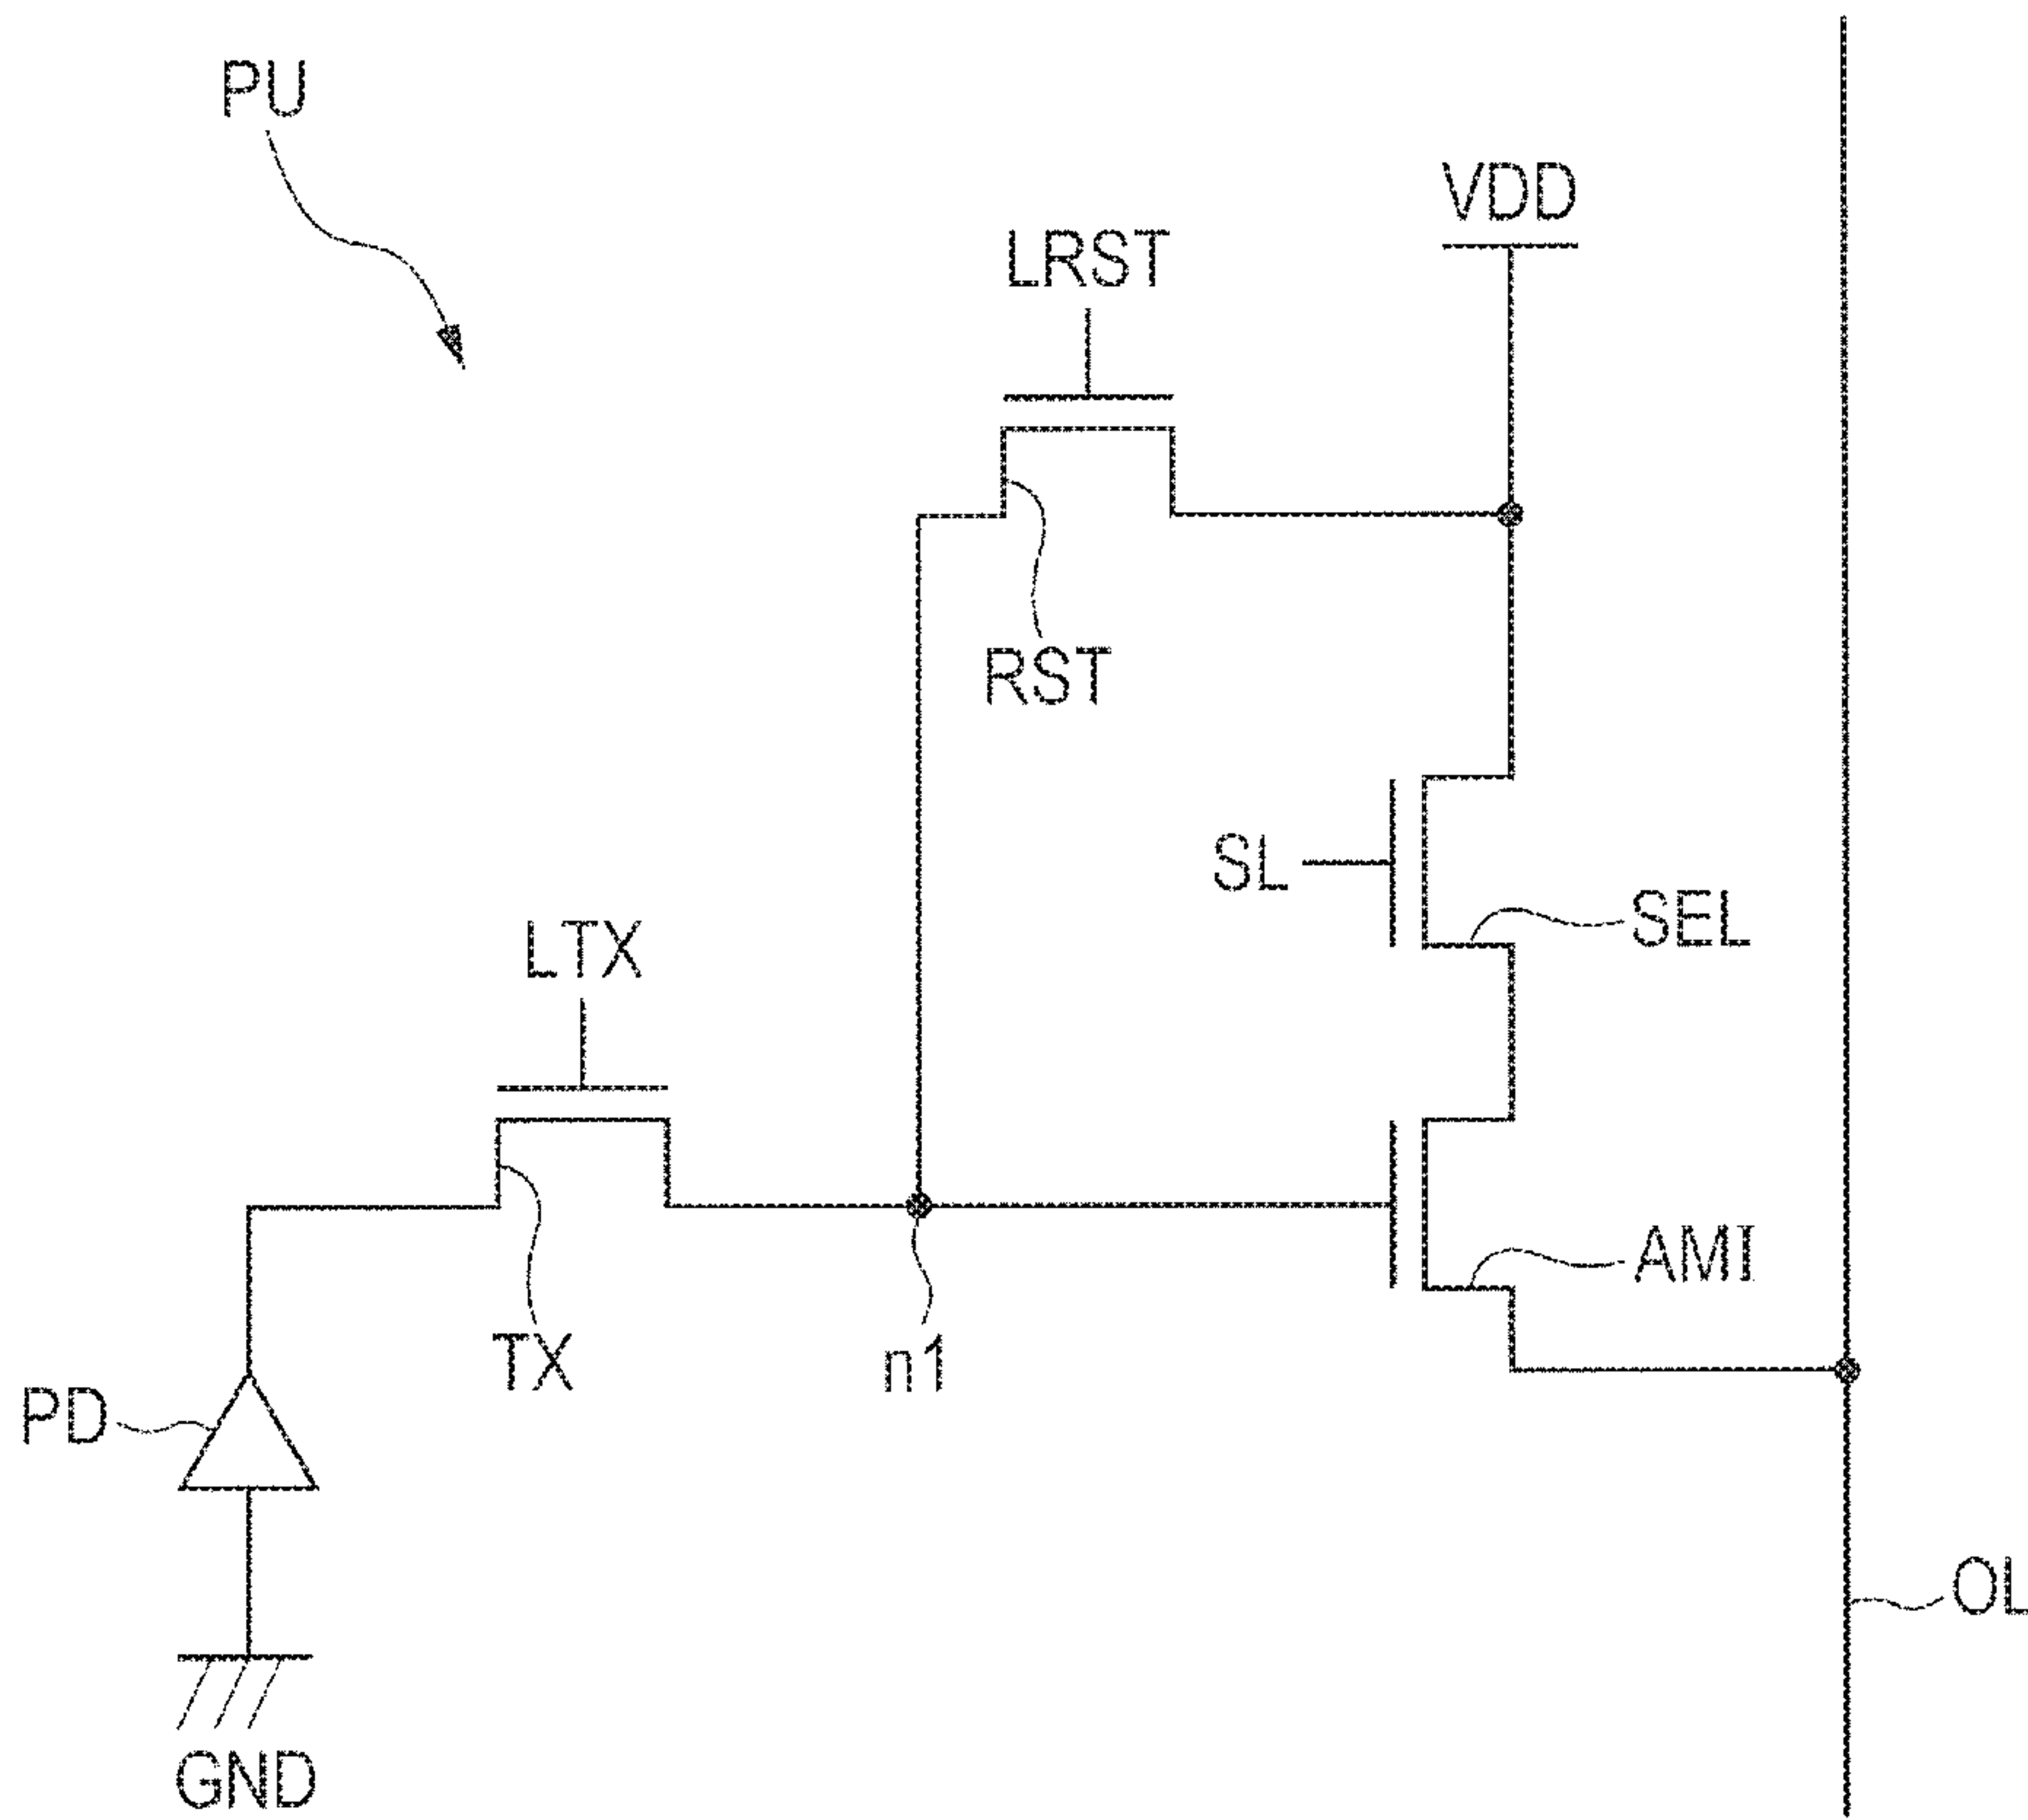 PU
VDD
LRST
RST
SL
SEL
LTX
AMI
TX
n1
PD
OL
GND